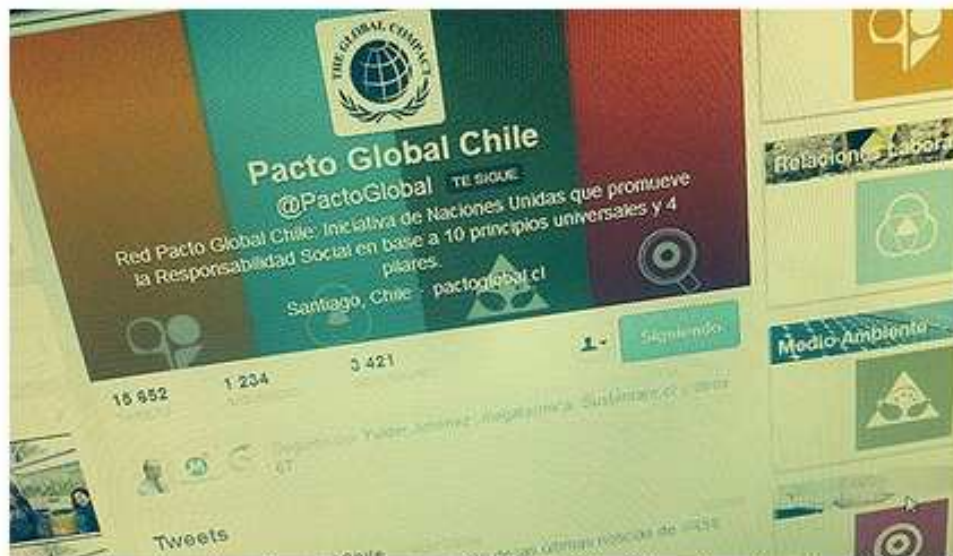 THE GLOBAL COMPACT
Pacto Global Chile
@PactoGlobal TE SIGUE
Red Pacto Global Chile: Iniciativa de Naciones Unidas que promueve
la Responsabilidad Social en base a 10 principios universales y 4
pilares.
Santiago, Chile - pactoglobal.cl
15 652 1 234 3 421
Siguiendo
67
Tweets
Relaciones Labora
Medio Ambiente